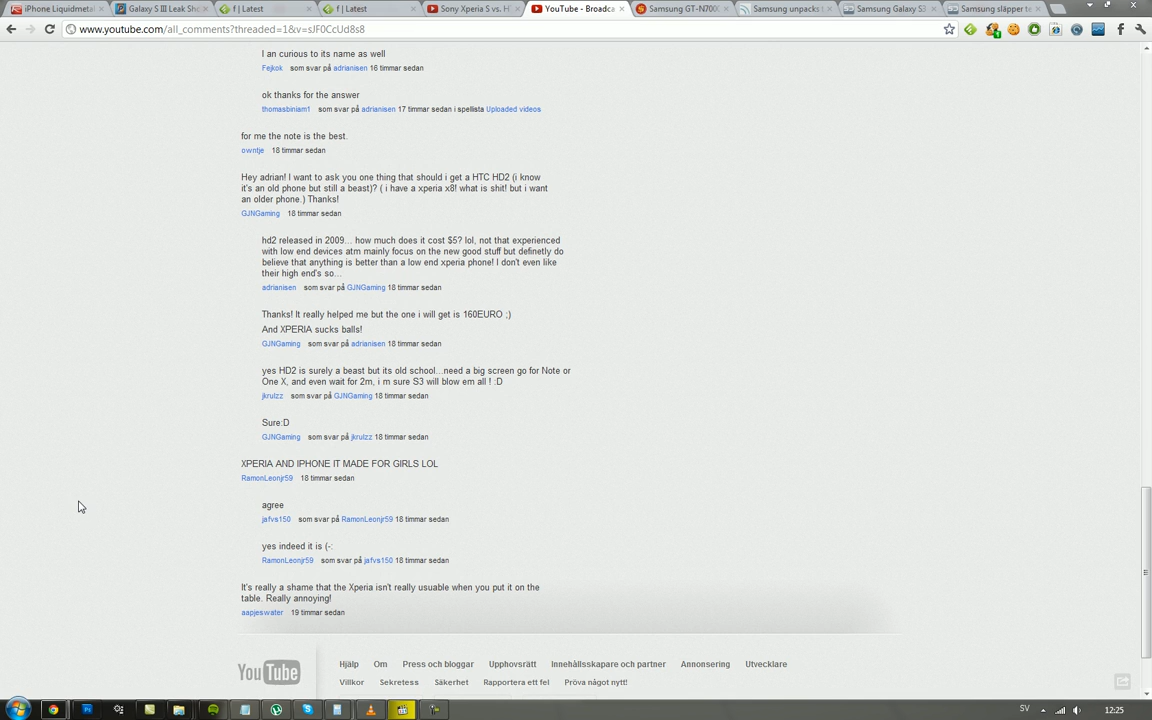 iPhone Liquidmetal
Galaxy S III Leak Sho
f | Latest
f | Latest
Sony Xperia S vs. H
YouTube - Broadca
Samsung GT-N7000
Samsung unpacks t
Samsung Galaxy S3
Samsung släpper te
www.youtube.com/all_comments?threaded=1&v=sJF0CcUd8s8
I am curious to its name as well
Fejkok som svar på adrianisen 16 timmar sedan
ok thanks for the answer
thomasbiniam1 som svar på adrianisen 17 timmar sedan i spellista Uploaded videos
for me the note is the best.
owntje 18 timmar sedan
Hey adrian! I want to ask you one thing that should i get a HTC HD2 (i know
it's an old phone but still a beast)? ( i have a xperia x8! what is shit! but i want
an older phone.) Thanks!
GJNGaming 18 timmar sedan
hd2 released in 2009... how much does it cost $5? lol, not that experienced
with low end devices atm mainly focus on the new good stuff but definetly do
believe that anything is better than a low end xperia phone! I don't even like
their high end's so...
adrianisen som svar på GJNGaming 18 timmar sedan
Thanks! It really helped me but the one i will get is 160EURO ;)
And XPERIA sucks balls!
GJNGaming som svar på adrianisen 18 timmar sedan
yes HD2 is surely a beast but its old school...need a big screen go for Note or
One X, and even wait for 2m, i m sure S3 will blow em all ! :D
jkrulzz som svar på GJNGaming 18 timmar sedan
Sure:D
GJNGaming som svar på jkrulzz 18 timmar sedan
XPERIA AND IPHONE IT MADE FOR GIRLS LOL
RamonLeonjr59 18 timmar sedan
agree
jafvs150 som svar på RamonLeonjr59 18 timmar sedan
yes indeed it is (-:
RamonLeonjr59 som svar på jafvs150 18 timmar sedan
It's really a shame that the Xperia isn't really usuable when you put it on the
table. Really annoying!
aapjeswater 19 timmar sedan
YouTube
Hjälp Om Press och bloggar Upphovsrätt Innehållsskapare och partner Annonsering Utvecklare
Villkor Sekretess Säkerhet Rapportera ett fel Pröva något nytt!
SV 12:25